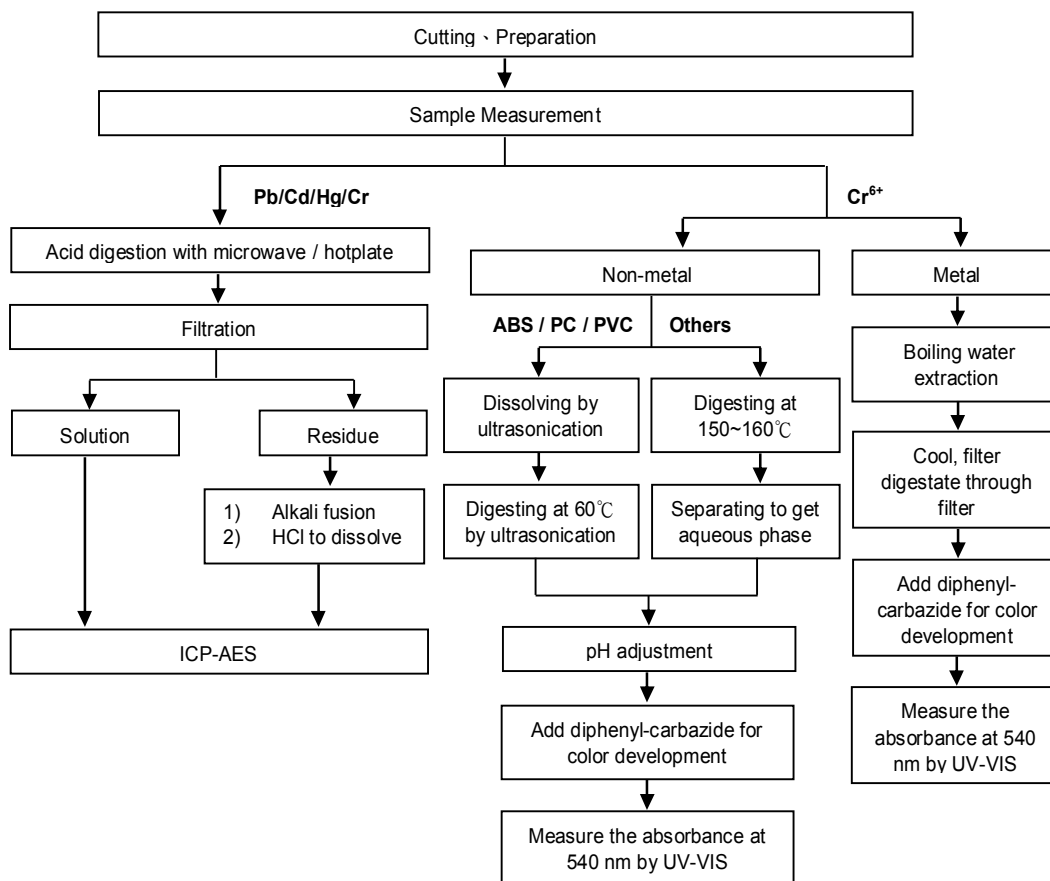 Cutting、Preparation
Sample Measurement
Pb/Cd/Hg/Cr
Cr⁶⁺
Acid digestion with microwave / hotplate
Filtration
Solution
Residue
1) Alkali fusion
2) HCl to dissolve
ICP-AES
Non-metal
ABS / PC / PVC
Others
Dissolving by
ultrasonication
Digesting at 60℃
by ultrasonication
Digesting at
150~160℃
Separating to get
aqueous phase
pH adjustment
Add diphenyl-carbazide for
color development
Measure the absorbance at
540 nm by UV-VIS
Metal
Boiling water
extraction
Cool, filter
digestate through
filter
Add diphenyl-
carbazide for color
development
Measure the
absorbance at 540
nm by UV-VIS